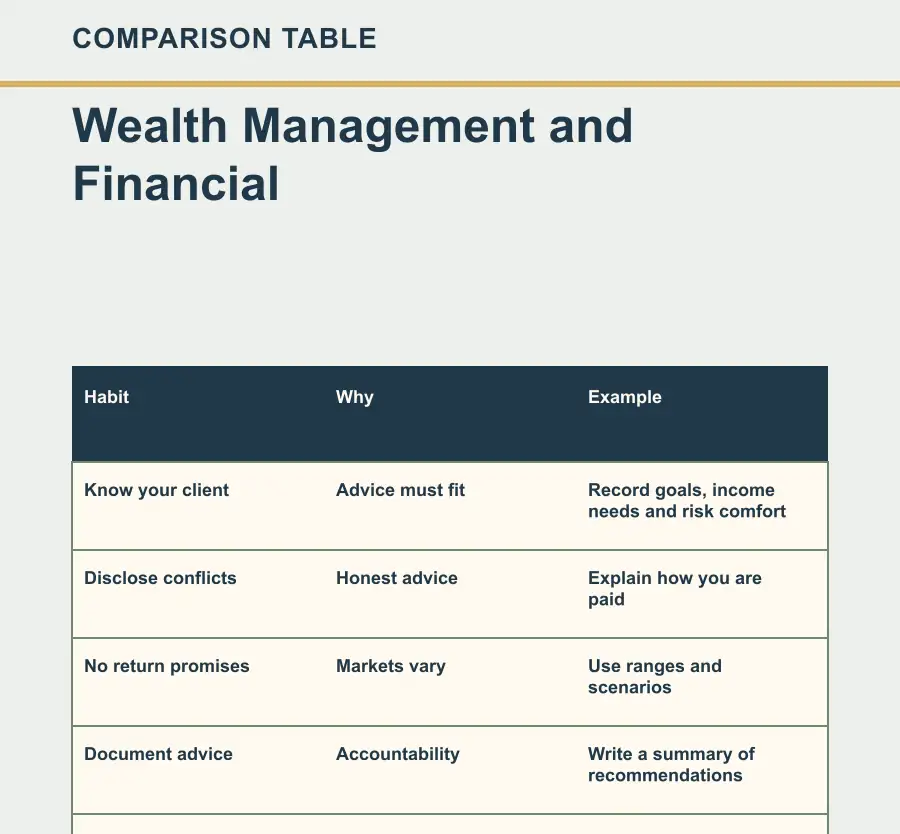 COMPARISON TABLE
Wealth Management and
Financial
Habit Why Example
Know your client Advice must fit Record goals, income
needs and risk comfort
Disclose conflicts Honest advice Explain how you are
paid
No return promises Markets vary Use ranges and
scenarios
Document advice Accountability Write a summary of
recommendations